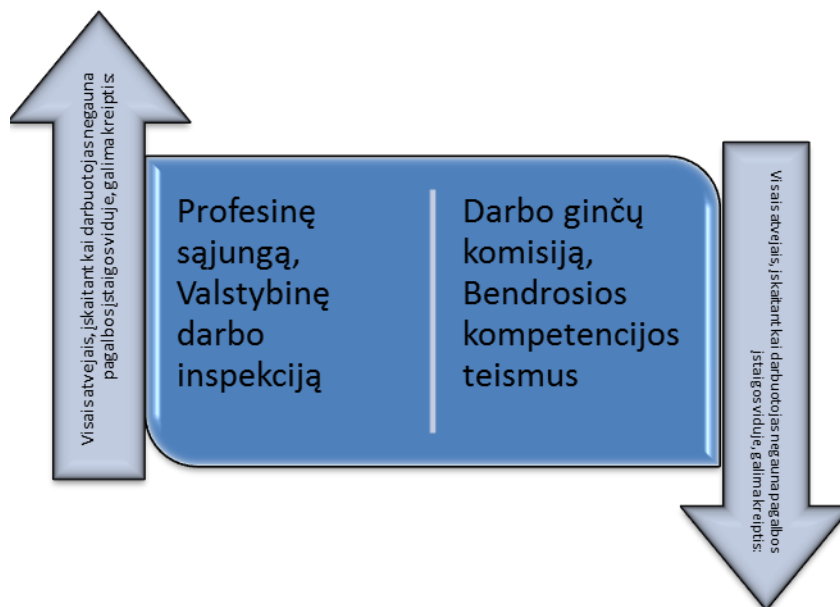 Visais atvejais, įskaitant kai darbuotojas negauna
pagalbos įstaigos viduje, galima kreiptis:
Profesinę
sąjungą,
Valstybinę
darbo
inspekciją
Darbo ginčų
komisiją,
Bendrosios
kompetencijos
teismus
Visais atvejais, įskaitant kai darbuotojas negauna pagalbos
įstaigos viduje, galima kreiptis: